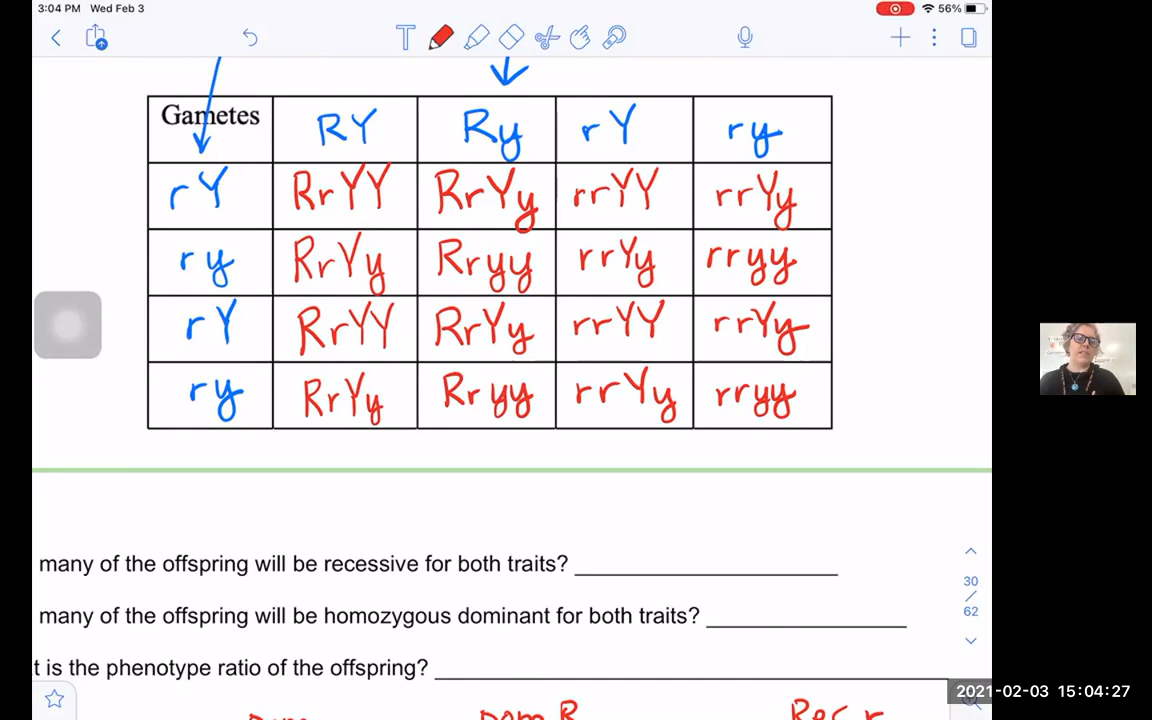 3:04 PM Wed Feb 3 56%
T
Gametes RY Ry rY ry
rY RrYY RrYy rrYY rrYy
ry RrYy Rryy rrYy rryy
rY RrYY RrYy rrYY rrYy
ry RrYy Rryy rrYy rryy
many of the offspring will be recessive for both traits?
30
/
62
many of the offspring will be homozygous dominant for both traits?
t is the phenotype ratio of the offspring?
2021-02-03 15:04:27
Dom R Rec r